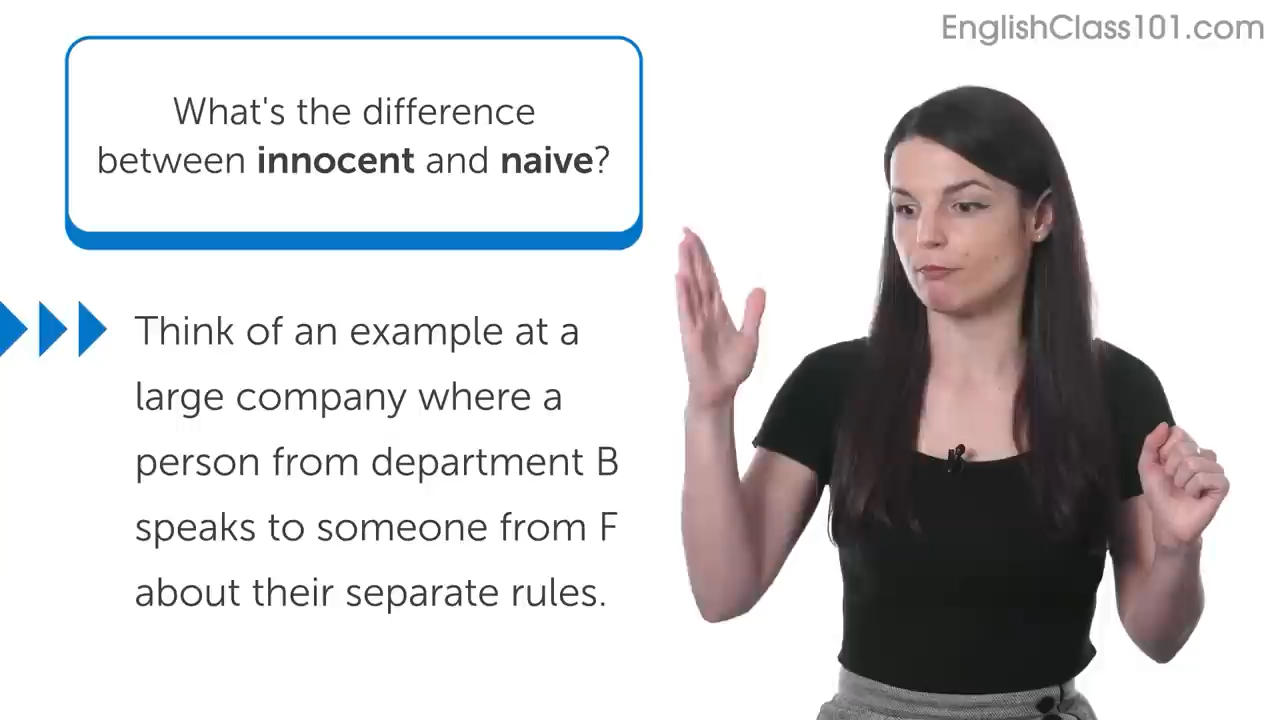 EnglishClass101.com
What's the difference
between innocent and naive?
Think of an example at a
large company where a
person from department B
speaks to someone from F
about their separate rules.